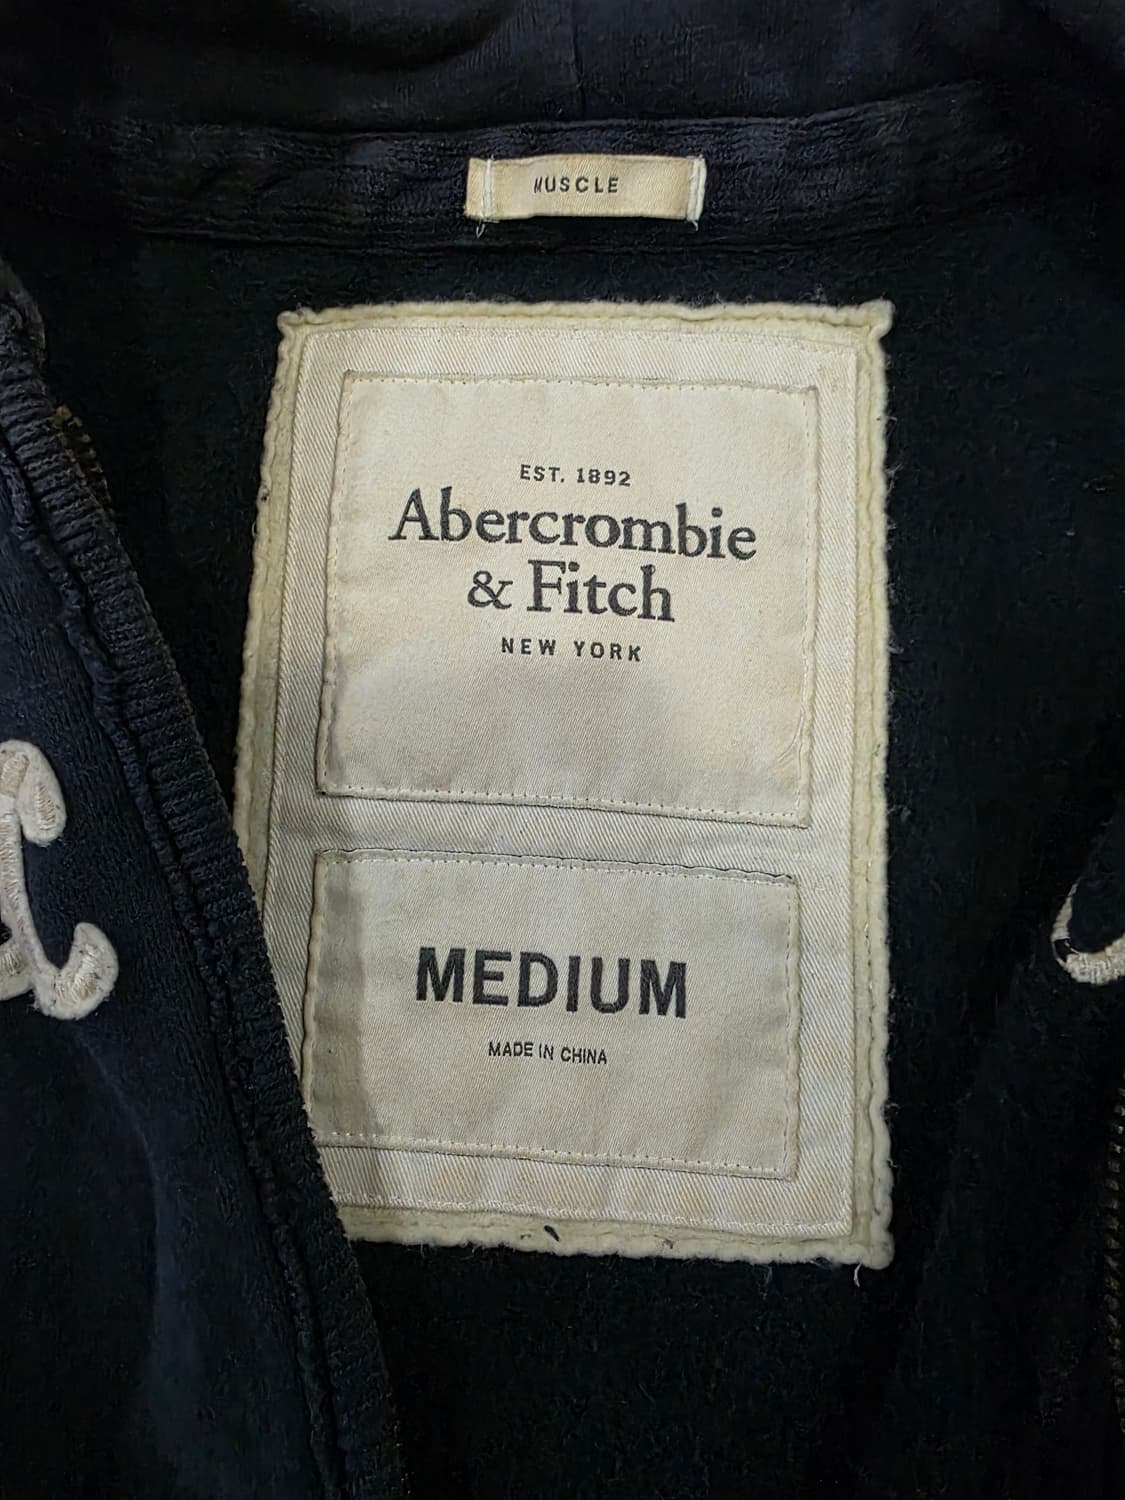 MUSCLE
EST. 1892
Abercrombie
& Fitch
NEW YORK
MEDIUM
MADE IN CHINA